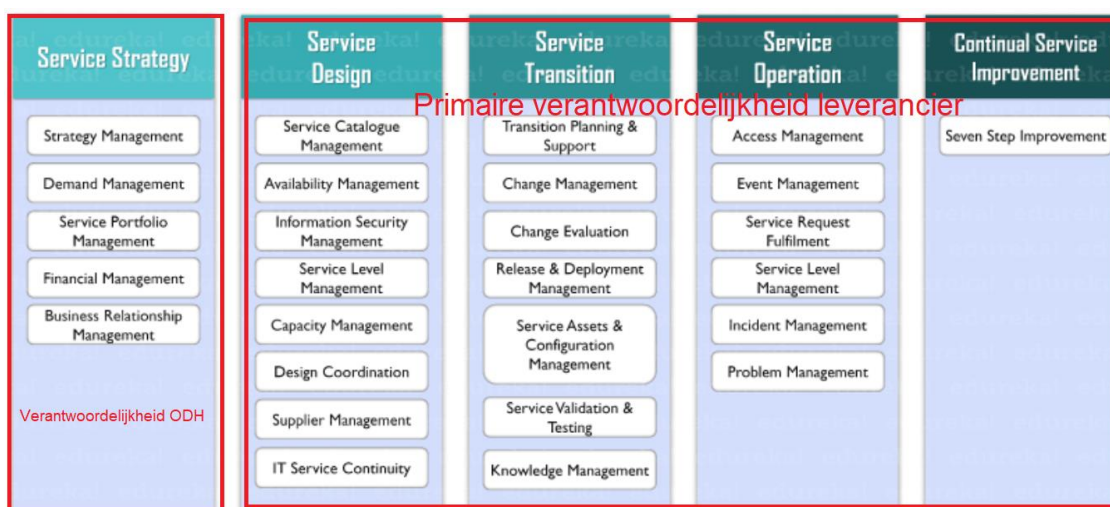 Service Strategy
Strategy Management
Demand Management
Service Portfolio
Management
Financial Management
Business Relationship
Management
Verantwoordelijkheid ODH
Primaire verantwoordelijkheid leverancier
Service
Design
Service Catalogue
Management
Availability Management
Information Security
Management
Service Level
Management
Capacity Management
Design Coordination
Supplier Management
IT Service Continuity
Service
Transition
Transition Planning &
Support
Change Management
Change Evaluation
Release & Deployment
Management
Service Assets &
Configuration
Management
Service Validation &
Testing
Knowledge Management
Service
Operation
Access Management
Event Management
Service Request
Fulfilment
Service Level
Management
Incident Management
Problem Management
Continual Service
Improvement
Seven Step Improvement